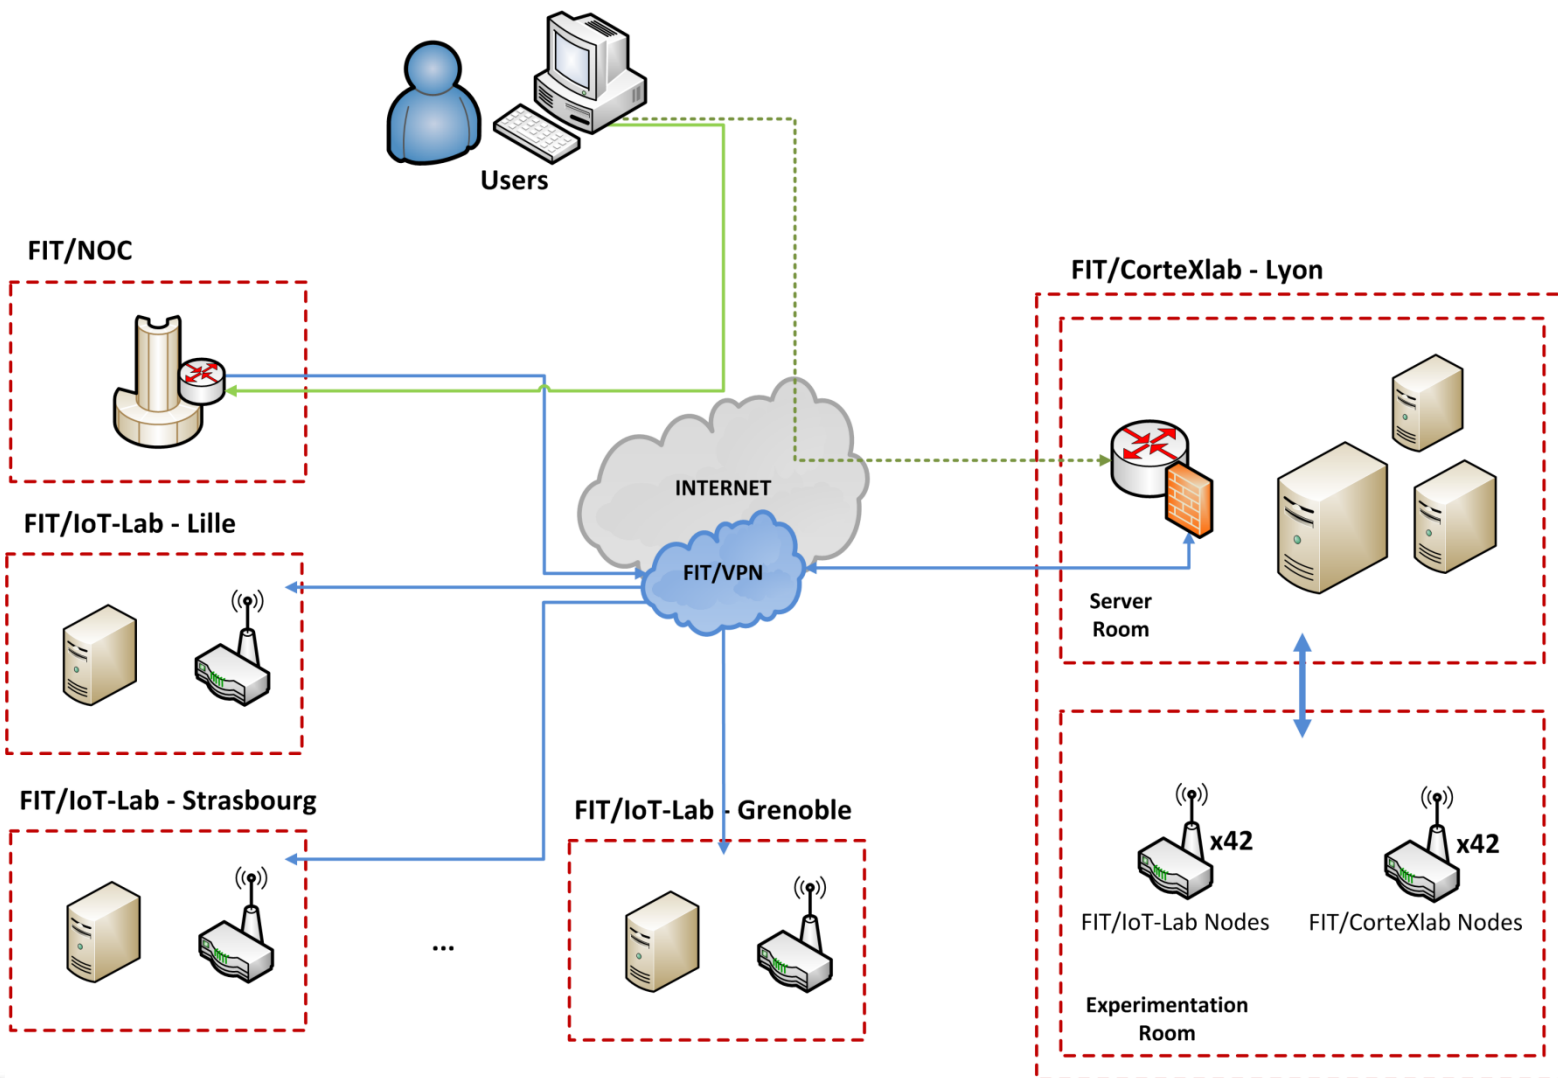 Users
FIT/NOC
FIT/CorteXlab - Lyon
INTERNET
FIT/IoT-Lab - Lille
FIT/VPN
Server
Room
FIT/IoT-Lab - Strasbourg
FIT/IoT-Lab - Grenoble
x42
x42
FIT/IoT-Lab Nodes
FIT/CorteXlab Nodes
...
Experimentation
Room